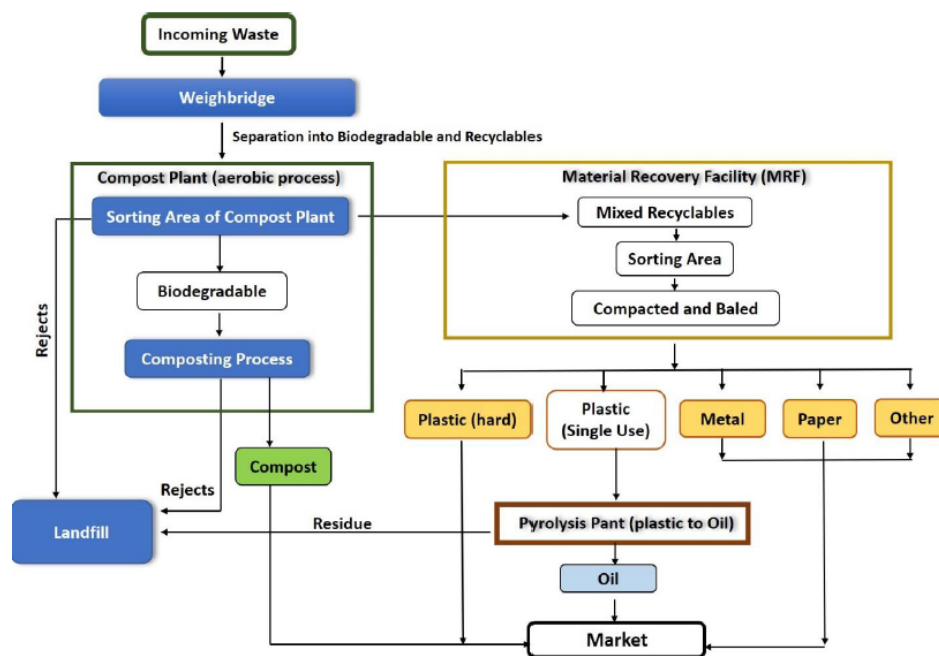 Incoming Waste
Weighbridge
Separation into Biodegradable and Recyclables
Compost Plant (aerobic process)
Sorting Area of Compost Plant
Biodegradable
Composting Process
Rejects
Rejects
Compost
Landfill
Residue
Material Recovery Facility (MRF)
Mixed Recyclables
Sorting Area
Compacted and Baled
Plastic (hard)
Plastic
(Single Use)
Metal
Paper
Other
Pyrolysis Pant (plastic to Oil)
Oil
Market